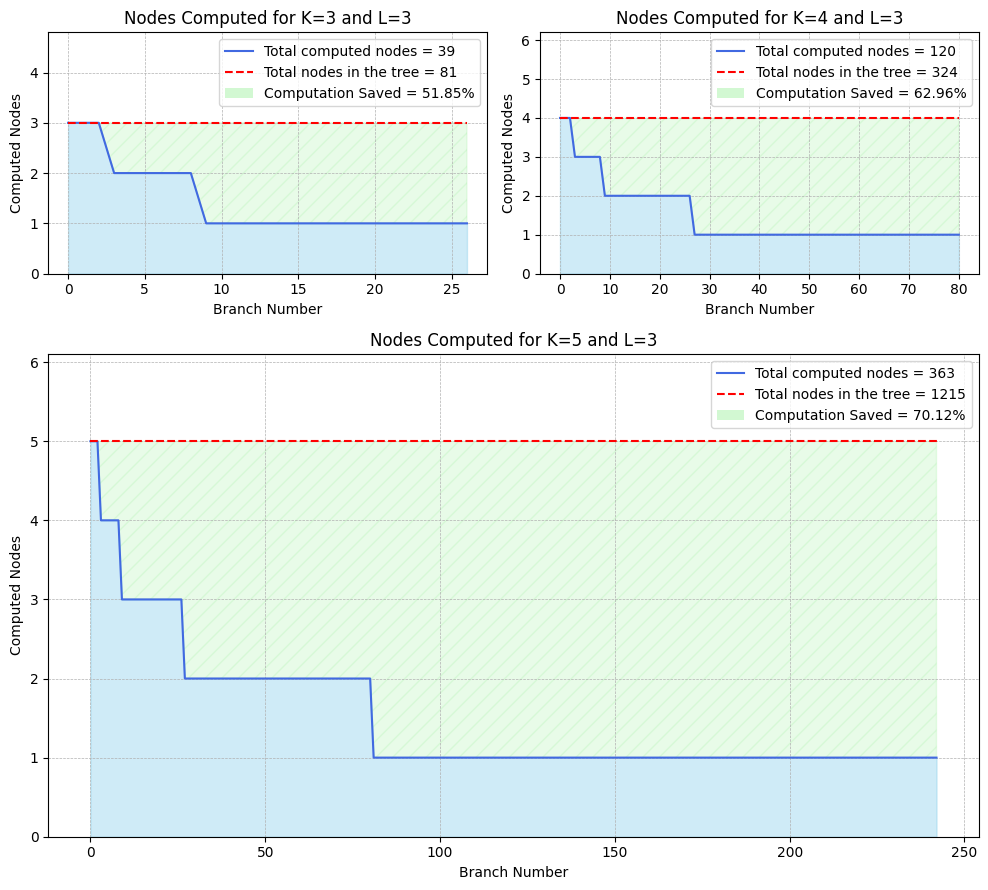 Nodes Computed for K=3 and L=3
Total computed nodes = 39
Total nodes in the tree = 81
Computation Saved = 51.85%
Computed Nodes
4
3
2
1
0
0 5 10 15 20 25
Branch Number
Nodes Computed for K=4 and L=3
Total computed nodes = 120
Total nodes in the tree = 324
Computation Saved = 62.96%
Computed Nodes
6
5
4
3
2
1
0
0 10 20 30 40 50 60 70 80
Branch Number
Nodes Computed for K=5 and L=3
Total computed nodes = 363
Total nodes in the tree = 1215
Computation Saved = 70.12%
Computed Nodes
6
5
4
3
2
1
0
0 50 100 150 200 250
Branch Number